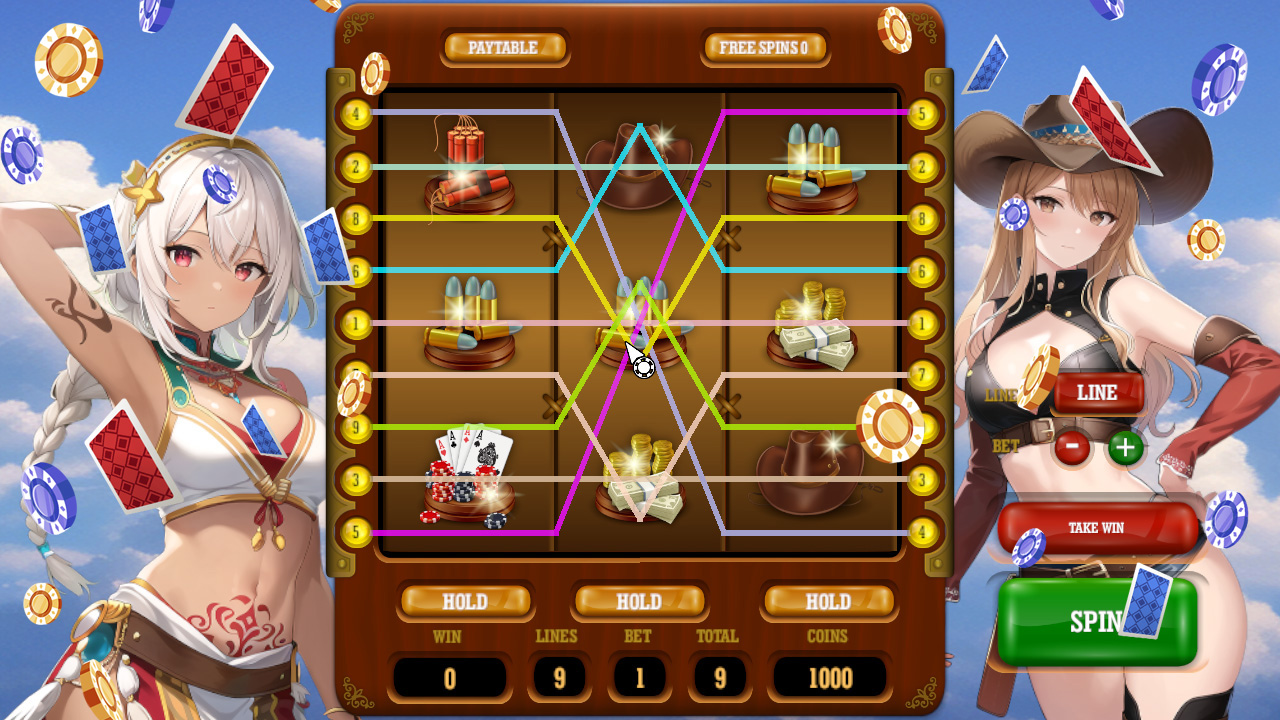 PAYTABLE
FREE SPINS 0
4
5
2
2
8
8
6
6
1
1
7
9
3
3
5
4
LINE
LINE
BET
-
+
TAKE WIN
SPIN
HOLD
HOLD
HOLD
WIN
LINES
BET
TOTAL
COINS
0
9
1
9
1000